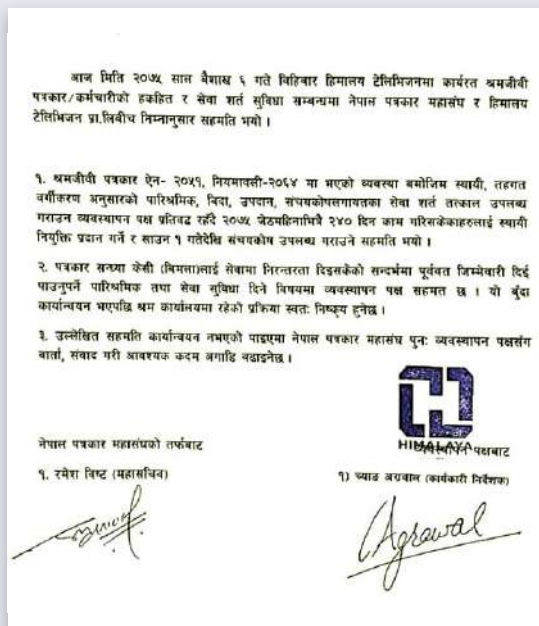 आज मिति २०७५ साल बैशाख ६ गते विहिबार हिमालय टेलिभिजनमा कार्यरत श्रमजीवी
पत्रकार/कर्मचारीको हकहित र सेवा शर्त सुविधा सम्बन्धमा नेपाल पत्रकार महासंघ र हिमालय
टेलिभिजन प्रा.लिवीच निम्नानुसार सहमति भयो ।
१. श्रमजीवी पत्रकार ऐन- २०५१, नियमावली-२०६४ मा भएको व्यवस्था बमोजिम स्थायी, तहगत
वर्गीकरण अनुसारको पारिश्रमिक, विदा, उपदान, संचयकोषलगायतका सेवा शर्त तत्काल उपलब्ध
गराउन व्यवस्थापन पक्ष प्रतिवद्ध रहँदै २०७५ जेठमहिनाभित्रै २४० दिन काम गरिसकेकाहरुलाई स्थायी
नियुक्ति प्रदान गर्ने र साउन १ गतेदेखि संचयकोष उपलब्ध गराउने सहमति भयो ।
२. पत्रकार सन्ध्या केसी (बिमला)लाई सेवामा निरन्तरता दिइसकेको सन्दर्भमा पूर्ववत जिम्मेवारी दिई
पाउनुपर्ने पारिश्रमिक तथा सेवा सुविधा दिने विषयमा व्यवस्थापन पक्ष सहमत छ । यो बुँदा
कार्यान्वयन भएपछि श्रम कार्यालयमा रहेको प्रक्रिया स्वतः निष्कृय हुनेछ ।
३. उल्लेखित सहमति कार्यान्वयन नभएको पाइएमा नेपाल पत्रकार महासंघ पुनः व्यवस्थापन पक्षसंग
वार्ता, संवाद गरी आवश्यक कदम अगाडि बढाउनेछ ।
HIMALAYA
नेपाल पत्रकार महासंघको तर्फबाट
पक्षबाट
१. रमेश विष्ट (महासचिव)
१) च्याङ अग्रवाल (कार्यकारी निर्देशक)
Agrawal